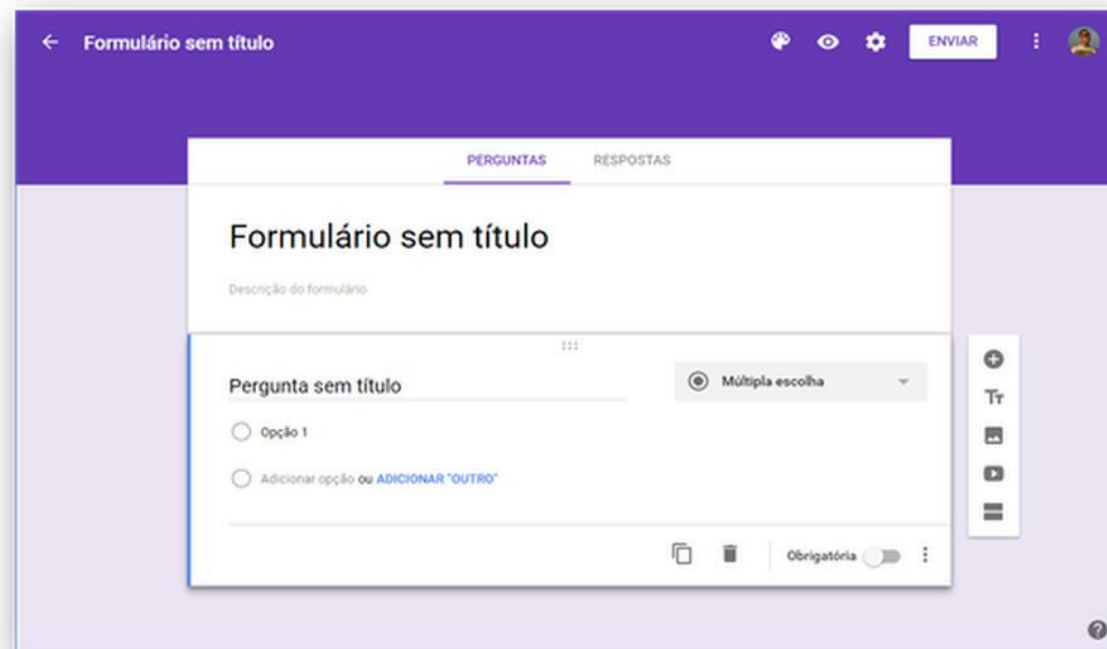 Formulário sem título
ENVIAR
PERGUNTAS RESPOSTAS
Formulário sem título
Descrição do formulário
Pergunta sem título
Múltipla escolha
Opção 1
Adicionar opção ou ADICIONAR "OUTRO"
Obrigatória